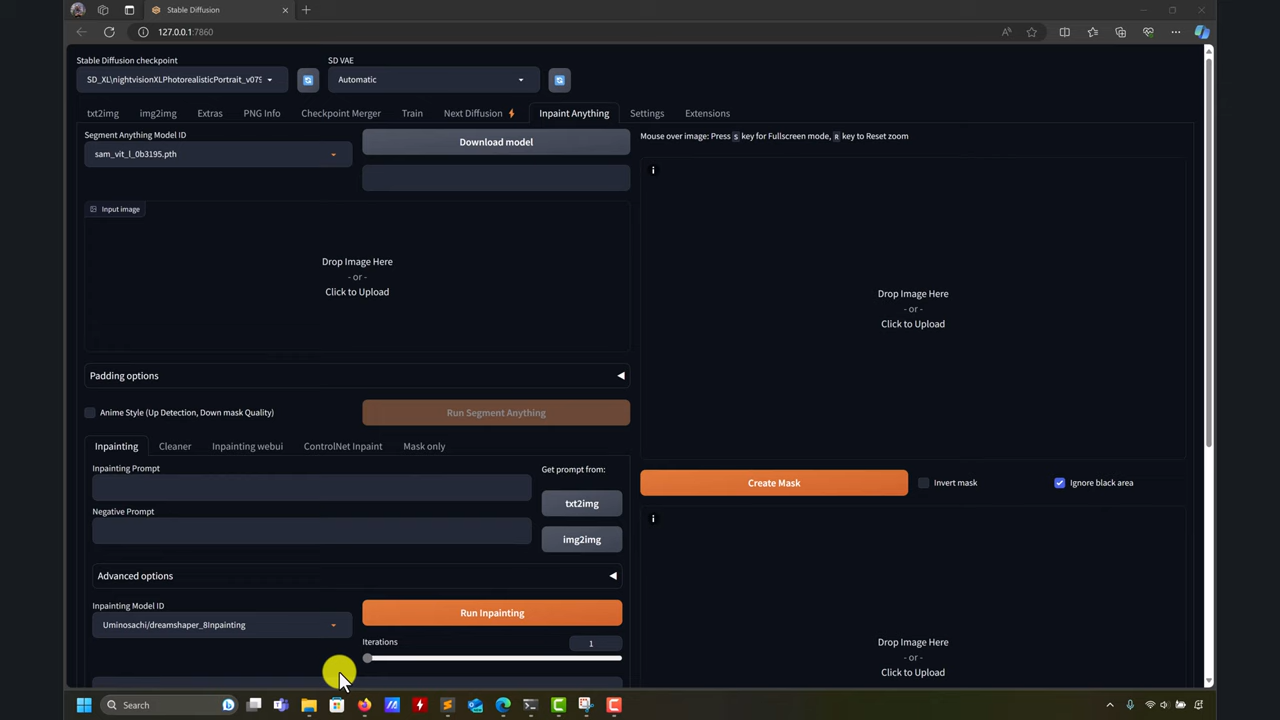 Stable Diffusion
127.0.0.1:7860
Stable Diffusion checkpoint
SD VAE
SD_XL\nightvisionXLPhotorealisticPortrait_v079
Automatic
txt2img
img2img
Extras
PNG Info
Checkpoint Merger
Train
Next Diffusion
Inpaint Anything
Settings
Extensions
Segment Anything Model ID
sam_vit_l_0b3195.pth
Download model
Input image
Drop Image Here
- or -
Click to Upload
Padding options
Anime Style (Up Detection, Down mask Quality)
Run Segment Anything
Inpainting
Cleaner
Inpainting webui
ControlNet Inpaint
Mask only
Inpainting Prompt
Get prompt from:
txt2img
Negative Prompt
img2img
Advanced options
Inpainting Model ID
Uminosachi/dreamshaper_8Inpainting
Run Inpainting
Iterations
1
Mouse over image: Press S key for Fullscreen mode, R key to Reset zoom
Drop Image Here
- or -
Click to Upload
Create Mask
Invert mask
Ignore black area
Drop Image Here
- or -
Click to Upload
Search